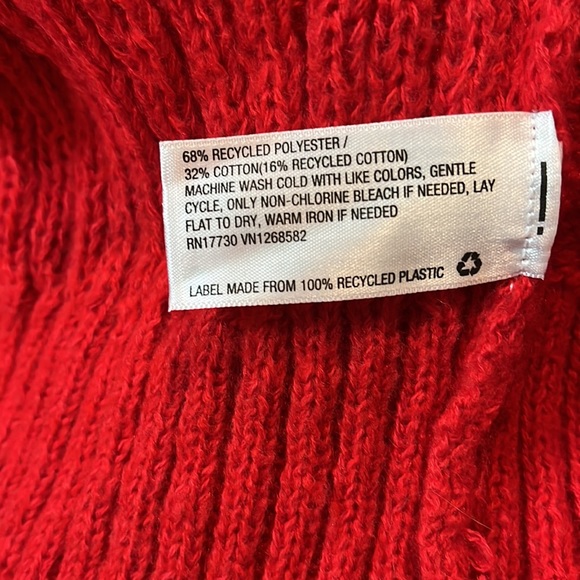 68% RECYCLED POLYESTER /
32% COTTON(16% RECYCLED COTTON)
MACHINE WASH COLD WITH LIKE COLORS, GENTLE
CYCLE, ONLY NON-CHLORINE BLEACH IF NEEDED, LAY
FLAT TO DRY, WARM IRON IF NEEDED
RN17730 VN1268582
LABEL MADE FROM 100% RECYCLED PLASTIC